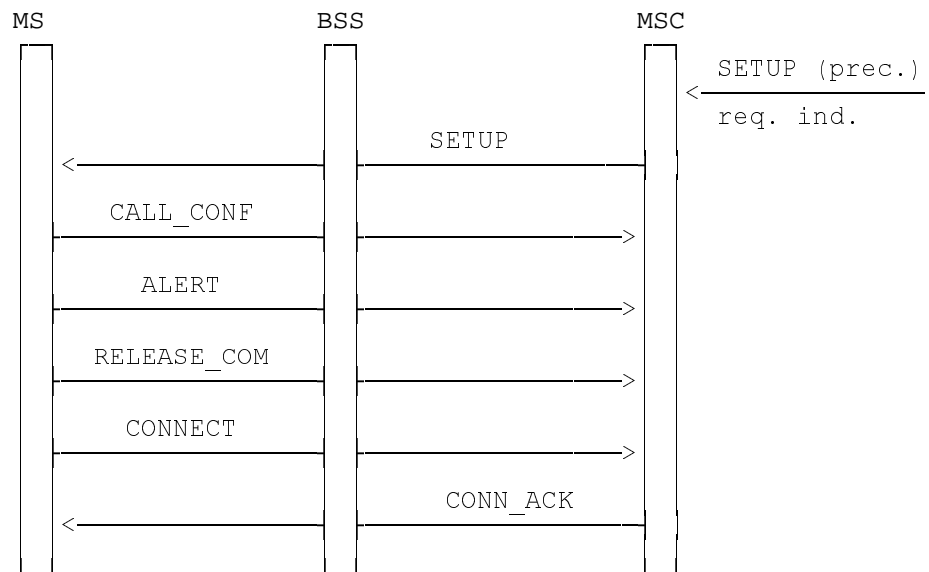 MS BSS MSC
SETUP (prec.)
req. ind.
SETUP
CALL_CONF
ALERT
RELEASE_COM
CONNECT
CONN_ACK